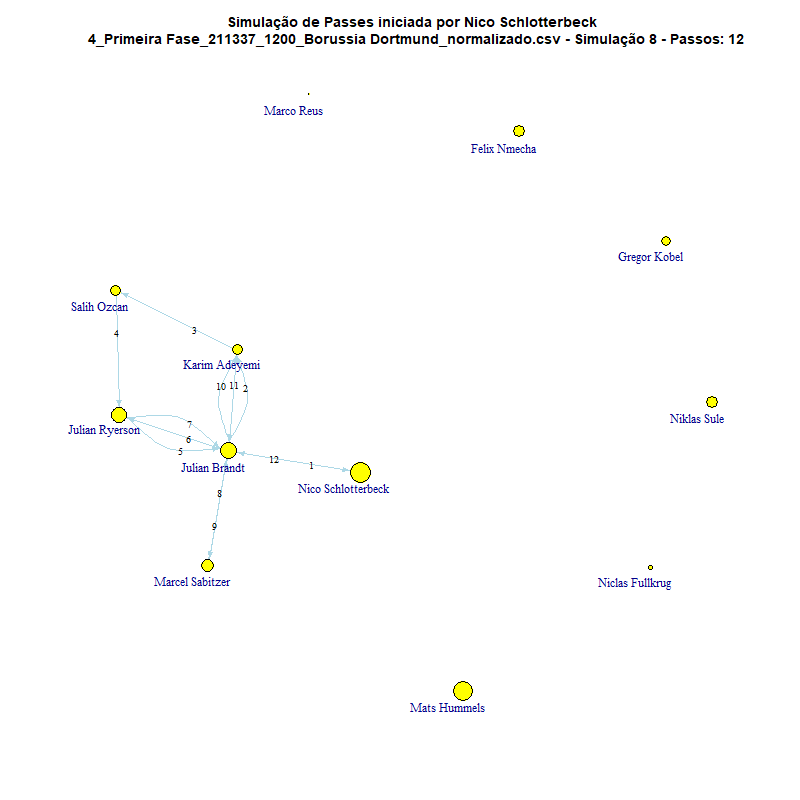 Simulação de Passes iniciada por Nico Schlotterbeck
4_Primeira Fase_211337_1200_Borussia Dortmund_normalizado.csv - Simulação 8 - Passos: 12
Marco Reus
Felix Nmecha
Gregor Kobel
Salih Ozcan
3
4
Karim Adeyemi
10
11
2
Niklas Sule
Julian Ryerson
7
6
5
Julian Brandt
12
1
Nico Schlotterbeck
8
9
Marcel Sabitzer
Niclas Fullkrug
Mats Hummels